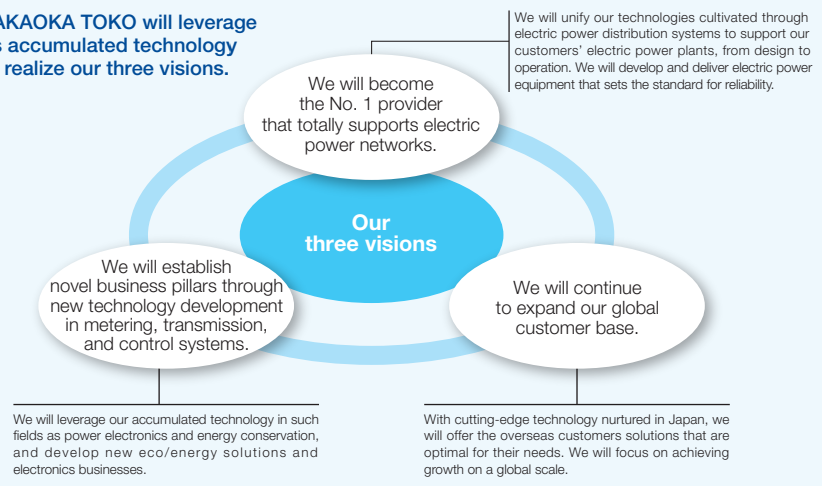 AKAOKA TOKO will leverage
s accumulated technology
realize our three visions.
We will unify our technologies cultivated through
electric power distribution systems to support our
customers' electric power plants, from design to
operation. We will develop and deliver electric power
equipment that sets the standard for reliability.
We will become
the No. 1 provider
that totally supports electric
power networks.
Our
three visions
We will establish
novel business pillars through
new technology development
in metering, transmission,
and control systems.
We will continue
to expand our global
customer base.
We will leverage our accumulated technology in such
fields as power electronics and energy conservation,
and develop new eco/energy solutions and
electronics businesses.
With cutting-edge technology nurtured in Japan, we
will offer the overseas customers solutions that are
optimal for their needs. We will focus on achieving
growth on a global scale.